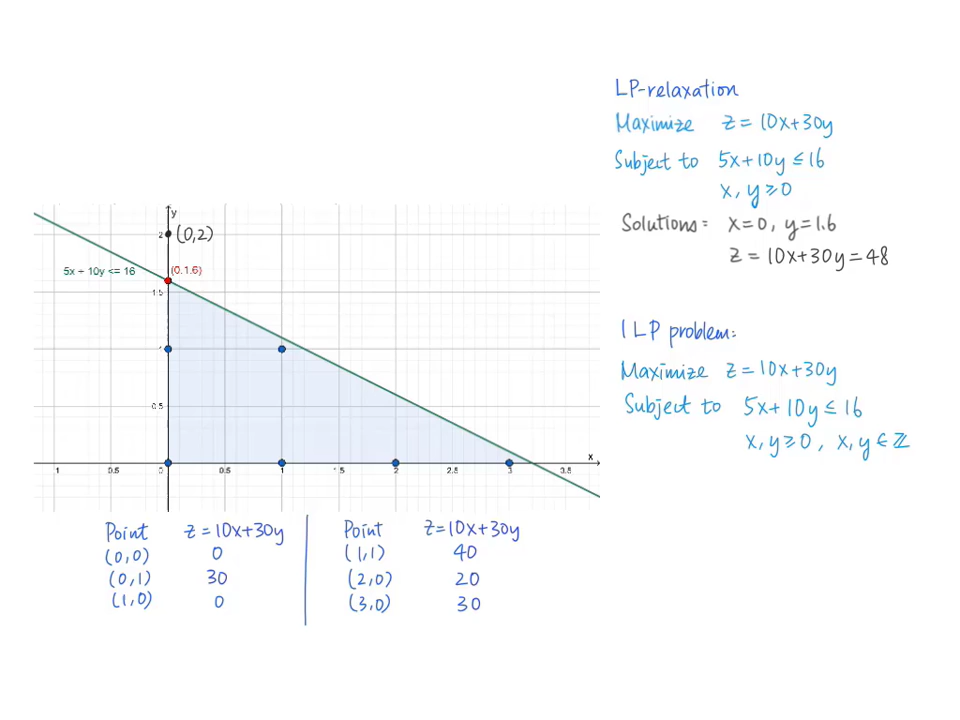 LP-relaxation
Maximize z = 10x+30y
Subject to 5x+10y ≤ 16
x, y ≥ 0
Solutions: x=0, y=1.6
z = 10x+30y = 48
ILP problem:
Maximize z = 10x+30y
Subject to 5x+10y ≤ 16
x, y ≥ 0, x, y ∈ ℤ
y
2 (0,2)
5x + 10y <= 16
(0.1.6)
1.5
1
0.5
x
1 0.5 0 0.5 1 1.5 2 2.5 3 3.5
Point z = 10x+30y Point z = 10x+30y
(0,0) 0 (1,1) 40
(0,1) 30 (2,0) 20
(1,0) 0 (3,0) 30